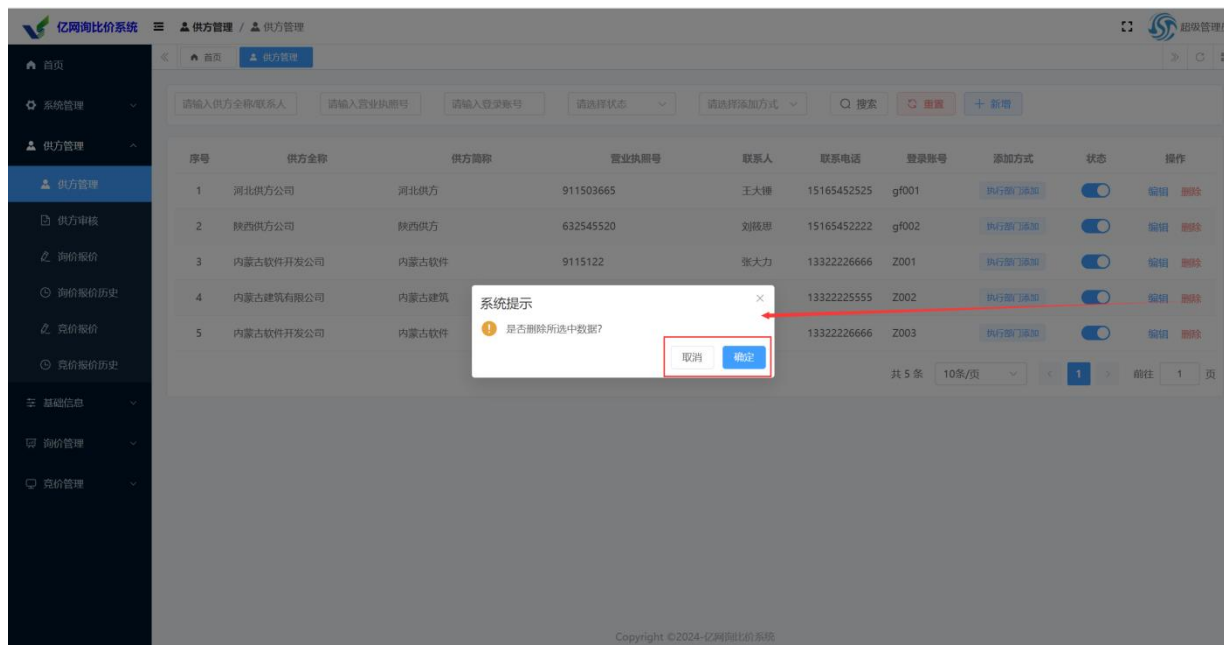 亿网询比价系统
供方管理 / 供方管理
超级管理员
首页
系统管理
供方管理
供方管理
供方审核
询价报价
询价报价历史
竞价报价
竞价报价历史
基础信息
询价管理
竞价管理
首页 供方管理
请输入供方全称/联系人 请输入营业执照号 请输入登录账号 请选择状态 请选择添加方式 搜索 重置 新增
序号 供方全称 供方简称 营业执照号 联系人 联系电话 登录账号 添加方式 状态 操作
1 河北供方公司 河北供方 911503665 王大锤 15165452525 gf001 执行部门添加 编辑 删除
2 陕西供方公司 陕西供方 632545520 刘筱思 15165452222 gf002 执行部门添加 编辑 删除
3 内蒙古软件开发公司 内蒙古软件 9115122 张大力 13322226666 Z001 执行部门添加 编辑 删除
4 内蒙古建筑有限公司 内蒙古建筑 13322225555 Z002 执行部门添加 编辑 删除
5 内蒙古软件开发公司 内蒙古软件 13322226666 Z003 执行部门添加 编辑 删除
系统提示
是否删除所选中数据?
取消 确定
共 5 条 10条/页 1 前往 1 页
Copyright ©2024-亿网询比价系统